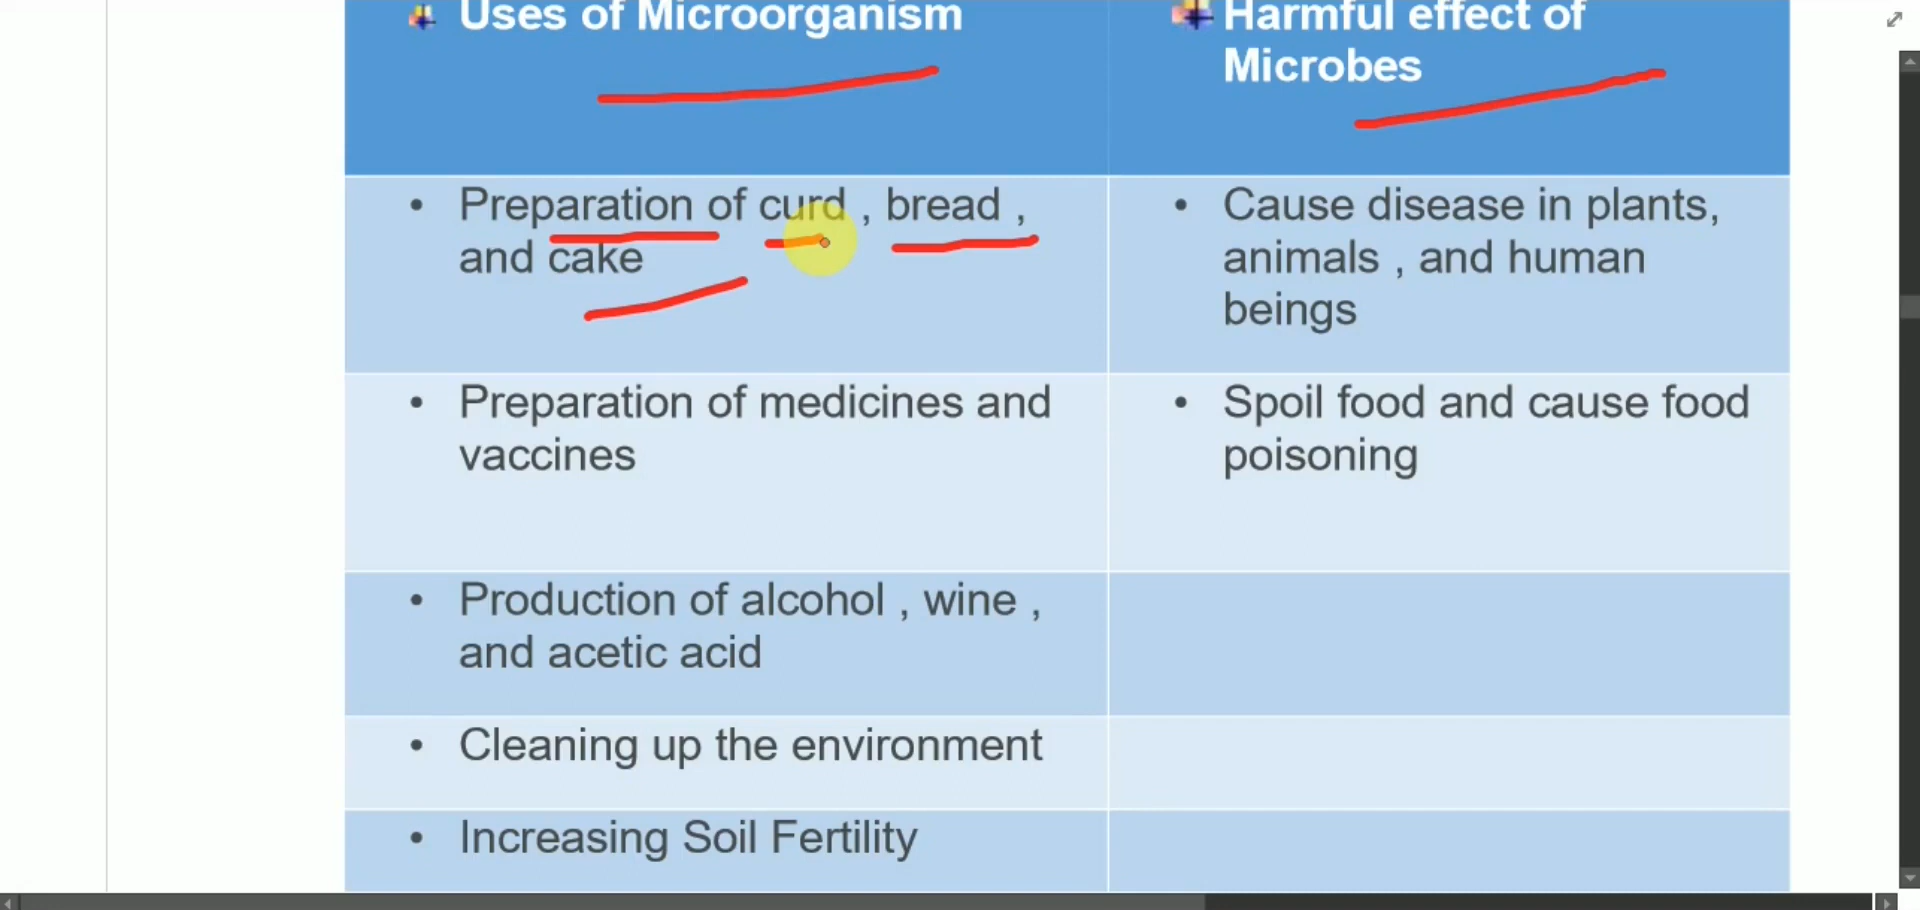 Uses of Microorganism
Harmful effect of
Microbes
• Preparation of curd , bread ,
and cake
• Cause disease in plants,
animals , and human
beings
• Preparation of medicines and
vaccines
• Spoil food and cause food
poisoning
• Production of alcohol , wine ,
and acetic acid
• Cleaning up the environment
• Increasing Soil Fertility